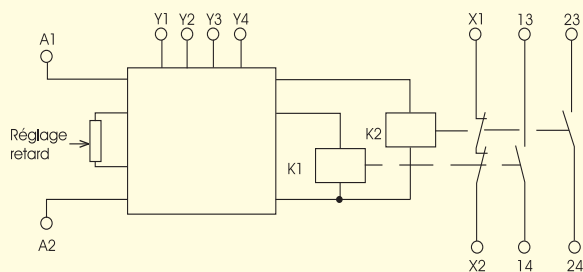 Y1 Y2 Y3 Y4 X1 13 23
A1
Réglage
retard
K2
K1
A2
X2 14 24